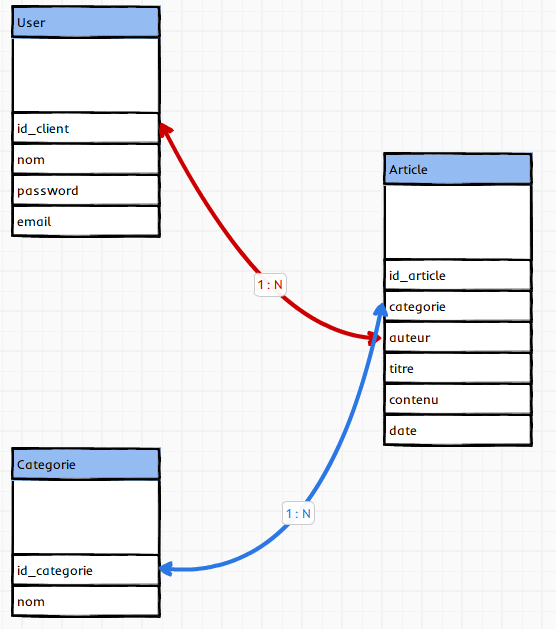 User
id_client
nom
password
email
Article
id_article
categorie
auteur
titre
contenu
date
1 : N
1 : N
Categorie
id_categorie
nom